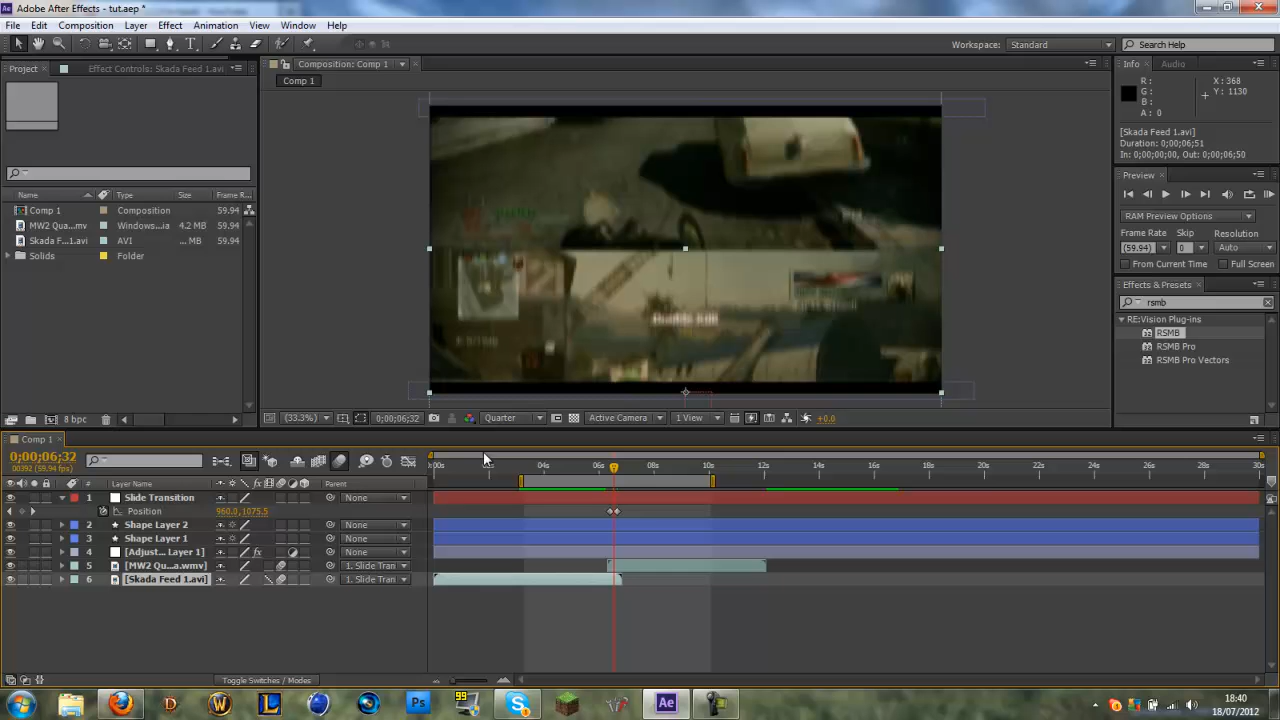 Adobe After Effects - tut.aep *
File Edit Composition Layer Effect Animation View Window Help
Workspace: Standard Search Help
Project Effect Controls: Skada Feed 1.avi
Composition: Comp 1
Info Audio
Comp 1
R: X: 368
G: Y: 1130
B:
A: 0
[Skada Feed 1.avi]
Duration: 0;00;06;51
In: 0;00;00;00, Out: 0;00;06;50
Preview
RAM Preview Options
Frame Rate Skip Resolution
(59.94) 0 Auto
From Current Time Full Screen
Effects & Presets
rsmb
RE:Vision Plug-ins
RSMB
RSMB Pro
RSMB Pro Vectors
Name Type Size Frame R...
Comp 1 Composition 59.94
MW2 Qua...mv Windows...ia 4.2 MB 59.94
Skada F...1.avi AVI ... MB 59.94
Solids Folder
8 bpc
(33.3%) 0;00;06;32 Quarter Active Camera 1 View +0.0
Comp 1
0;00;06;32
00392 (59.94 fps)
:00s 04s 06s 08s 10s 12s 14s 16s 18s 20s 22s 24s 26s 28s 30s
# Layer Name Parent
1 Slide Transition None
Position 960.0,1075.5
2 Shape Layer 2 None
3 Shape Layer 1 None
4 [Adjust... Layer 1] fx None
5 [MW2 Qu...a.wmv] 1. Slide Tran
6 [Skada Feed 1.avi] 1. Slide Tran
Toggle Switches / Modes
99
18:40
18/07/2012